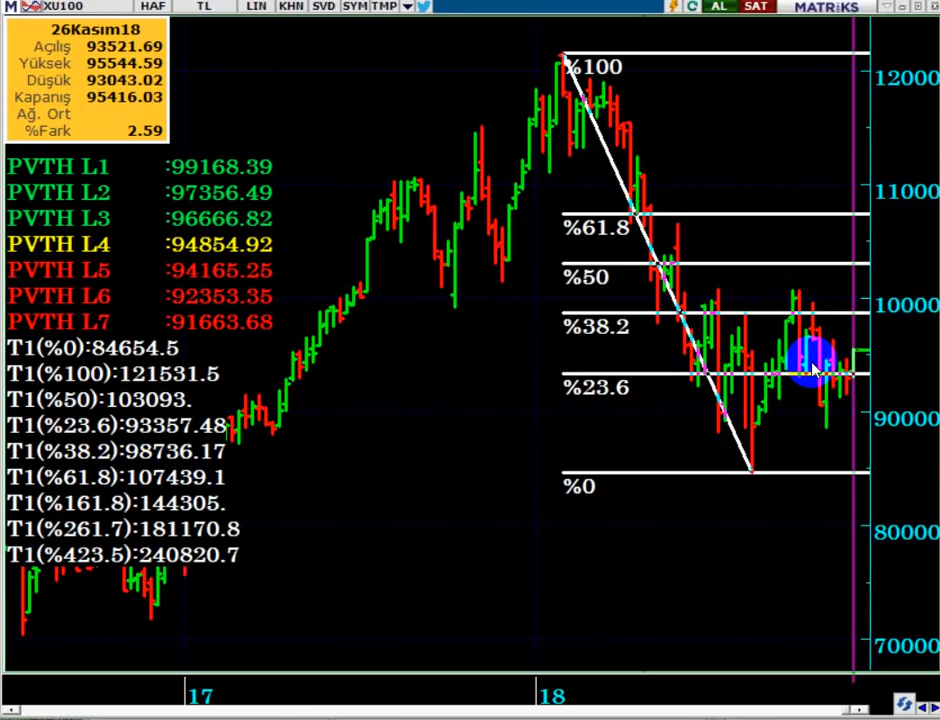 M XU100 HAF TL LIN KHN SVD SYM TMP AL SAT MATRiKS
26Kasım18
Açılış 93521.69
Yüksek 95544.59
Düşük 93043.02
Kapanış 95416.03
Ağ. Ort
%Fark 2.59
PVTH L1 :99168.39
PVTH L2 :97356.49
PVTH L3 :96666.82
PVTH L4 :94854.92
PVTH L5 :94165.25
PVTH L6 :92353.35
PVTH L7 :91663.68
T1(%0):84654.5
T1(%100):121531.5
T1(%50):103093.
T1(%23.6):93357.48
T1(%38.2):98736.17
T1(%61.8):107439.1
T1(%161.8):144305.
T1(%261.7):181170.8
T1(%423.5):240820.7
%100
%61.8
%50
%38.2
%23.6
%0
12000
11000
10000
90000
80000
70000
17 18